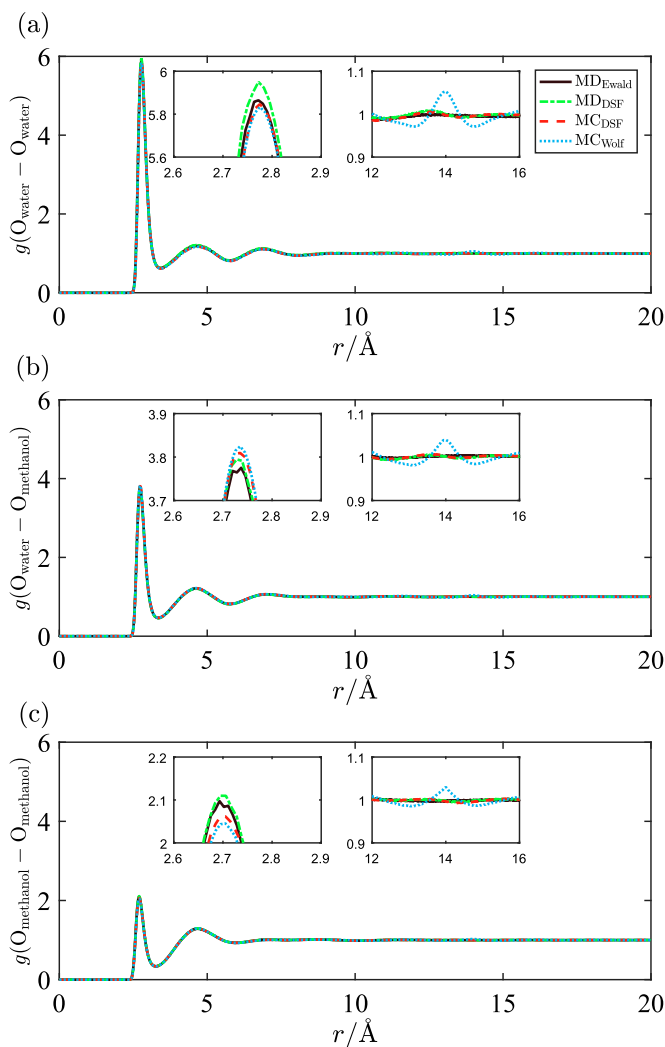 (a)
g(O_water − O_water)
6
4
2
0
0 5 10 15 20
r/Å
6
5.8
5.6
2.6 2.7 2.8 2.9
1.1
1
0.9
12 14 16
MD_Ewald
MD_DSF
MC_DSF
MC_Wolf
(b)
g(O_water − O_methanol)
6
4
2
0
0 5 10 15 20
r/Å
3.9
3.8
3.7
2.6 2.7 2.8 2.9
1.1
1
0.9
12 14 16
(c)
g(O_methanol − O_methanol)
6
4
2
0
0 5 10 15 20
r/Å
2.2
2.1
2
2.6 2.7 2.8 2.9
1.1
1
0.9
12 14 16